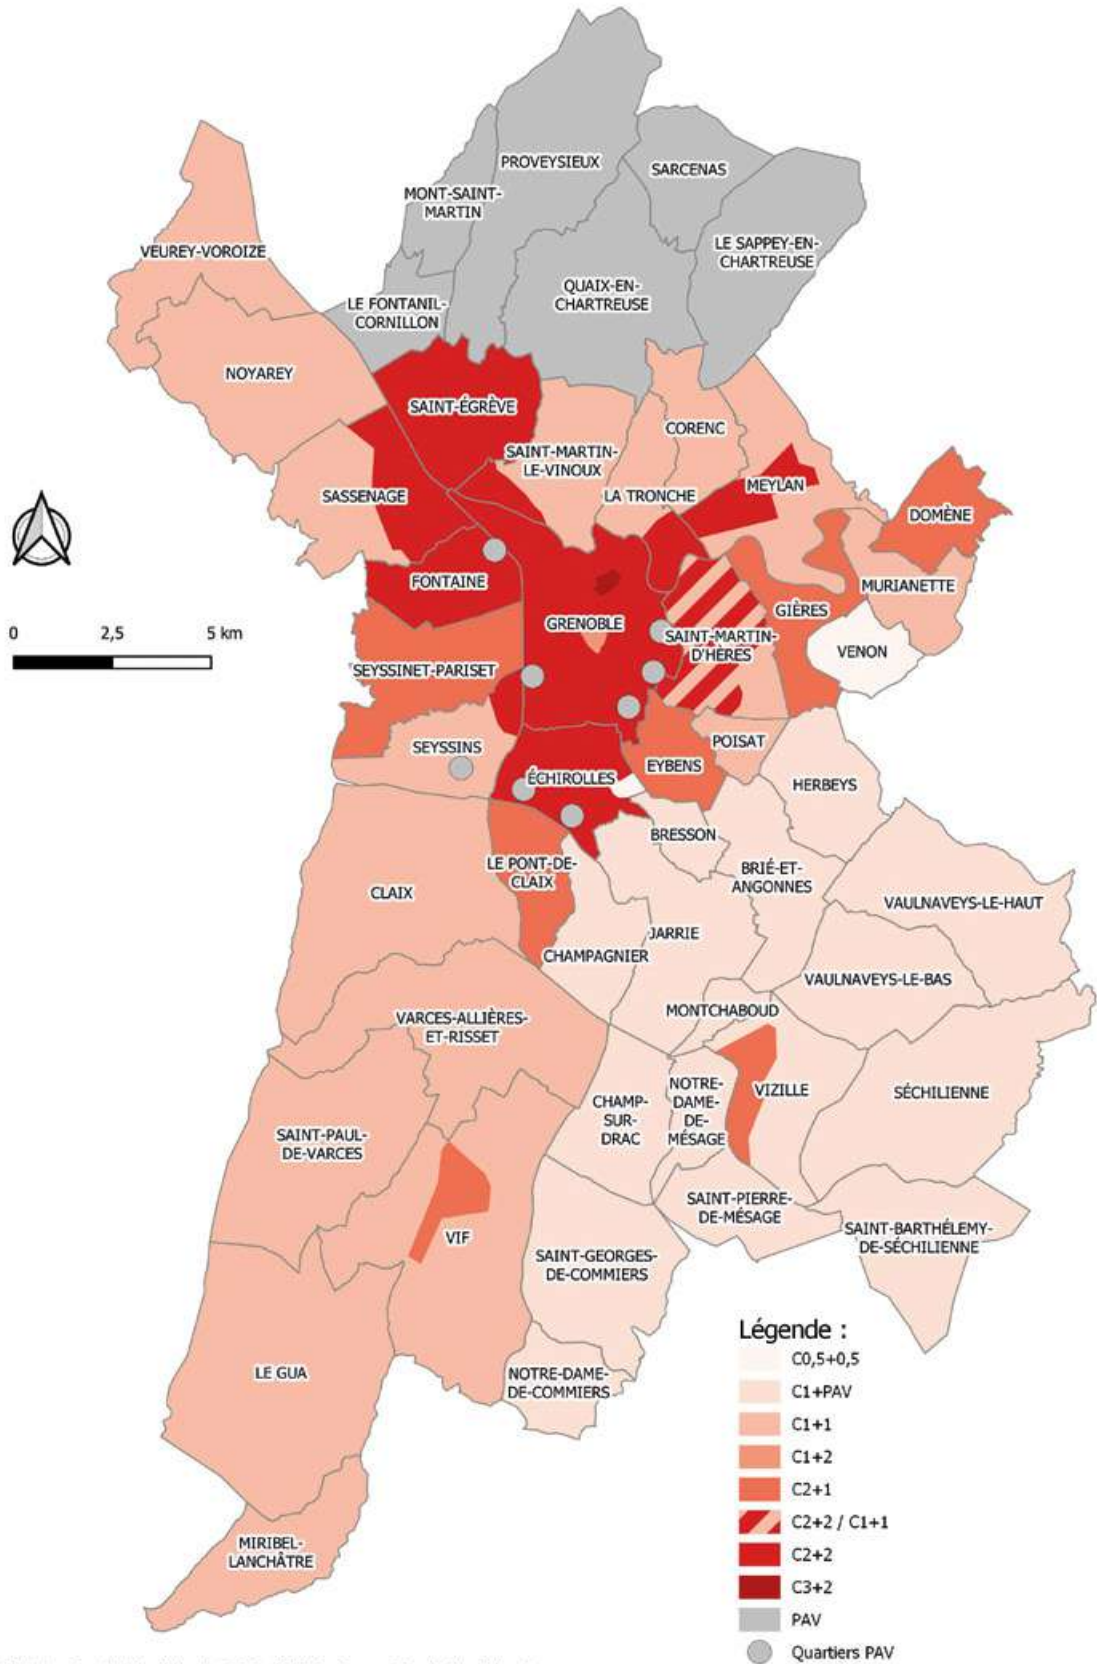 PROVEYSIEUX
SARCENAS
MONT-SAINT-
MARTIN
LE SAPPEY-EN-
CHARTREUSE
VEUREY-VOROIZE
QUAIX-EN-
CHARTREUSE
LE FONTANIL-
CORNILLON
NOYAREY
SAINT-ÉGRÈVE
CORENC
SAINT-MARTIN-
LE-VINOUX
SASSENAGE
LA TRONCHE
MEYLAN
DOMÈNE
FONTAINE
MURIANETTE
GRENOBLE
GIÈRES
SAINT-MARTIN-
D'HÈRES
VENON
SEYSSINET-PARISET
0 2,5 5 km
SEYSSINS
POISAT
EYBENS
ÉCHIROLLES
HERBEYS
BRESSON
LE PONT-DE-
CLAIX
BRIÉ-ET-
ANGONNES
CLAIX
VAULNAVEYS-LE-HAUT
JARRIE
CHAMPAGNIER
VAULNAVEYS-LE-BAS
MONTCHABOUD
VARCES-ALLIÈRES-
ET-RISSET
NOTRE-
DAME-
DE-
MÉSAGE
VIZILLE
SÉCHILIENNE
CHAMP-
SUR-
DRAC
SAINT-PAUL-
DE-VARCES
SAINT-PIERRE-
DE-MÉSAGE
SAINT-BARTHÉLEMY-
DE-SÉCHILIENNE
VIF
SAINT-GEORGES-
DE-COMMIERS
LE GUA
NOTRE-DAME-
DE-COMMIERS
MIRIBEL-
LANCHÂTRE
Légende :
C0,5+0,5
C1+PAV
C1+1
C1+2
C2+1
C2+2 / C1+1
C2+2
C3+2
PAV
Quartiers PAV